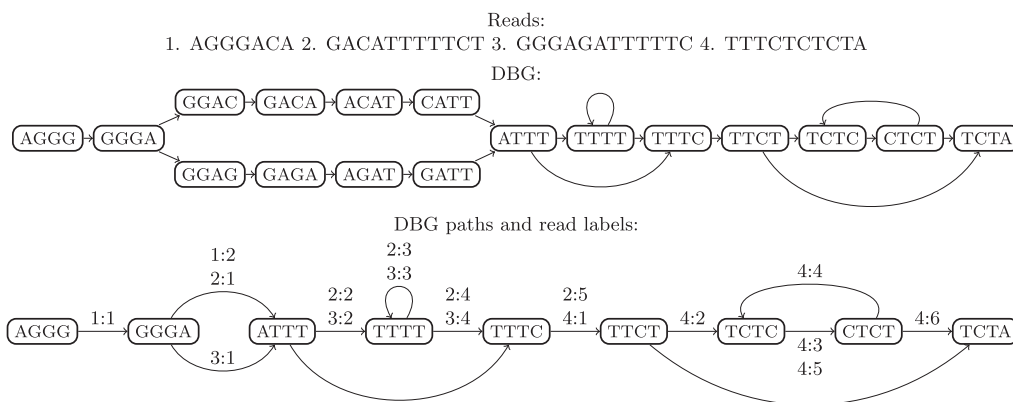 Reads:
1. AGGGACA 2. GACATTTTTCT 3. GGGAGATTTTTC 4. TTTCTCTCTA
DBG:
GGAC GACA ACAT CATT
AGGG GGGA ATTT TTTT TTTC TTCT TCTC CTCT TCTA
GGAG GAGA AGAT GATT
DBG paths and read labels:
1:2 2:3
2:1 3:3 4:4
1:1 2:2 2:4 2:5
3:2 3:4 4:1 4:2 4:6
AGGG GGGA ATTT TTTT TTTC TTCT TCTC CTCT TCTA
3:1 4:3
4:5